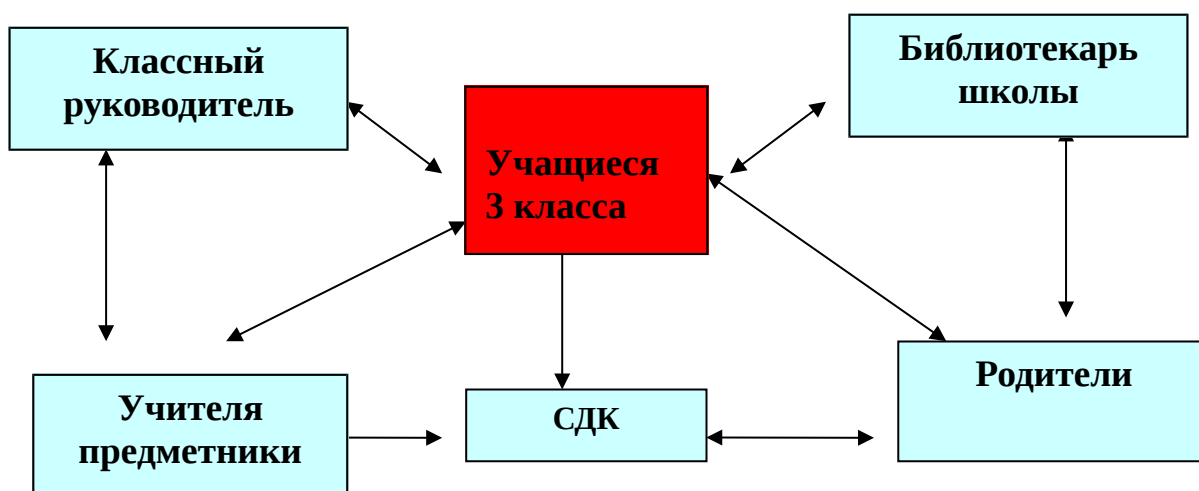 Классный
руководитель
Библиотекарь
школы
Учащиеся
3 класса
Учителя
предметники
СДК
Родители